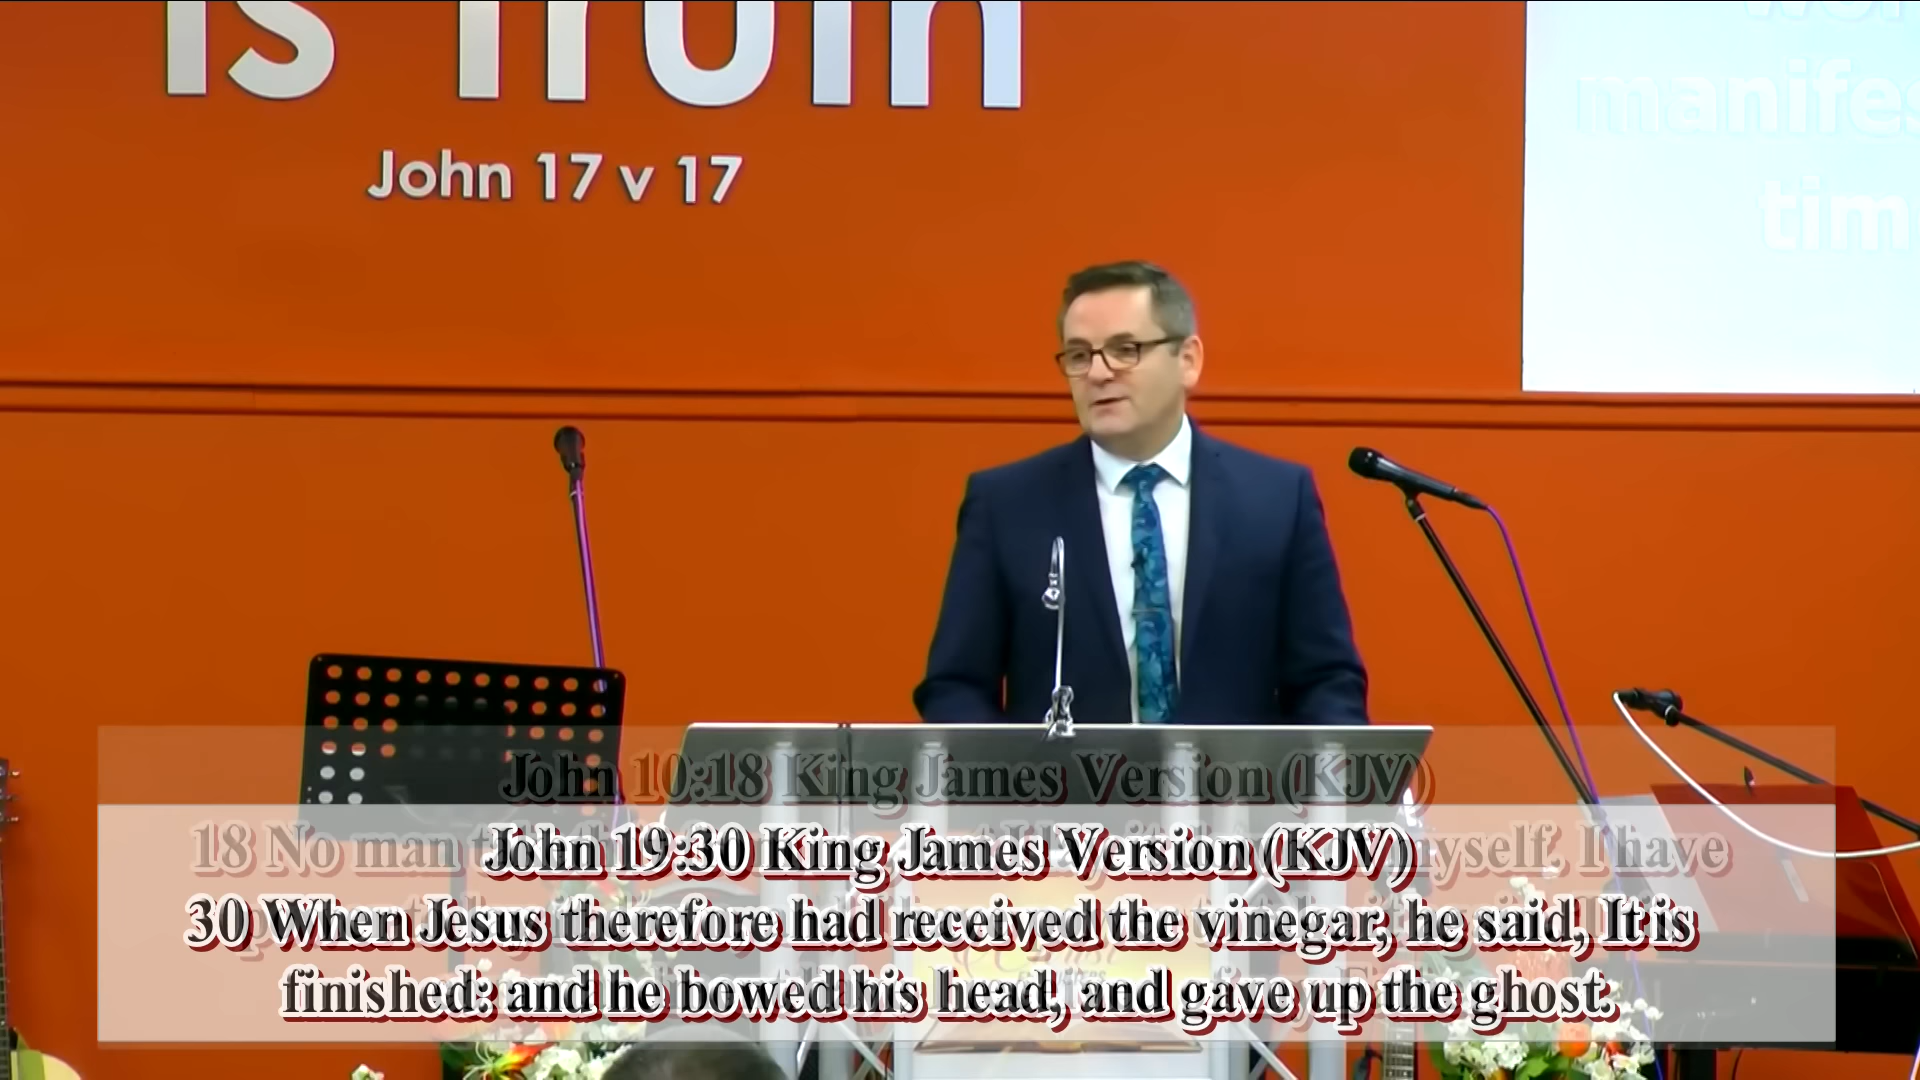 is Truth
John 17 v 17
manifes
tim
John 10:18 King James Version (KJV)
18 No man myself. I have
John 19:30 King James Version (KJV)
30 When Jesus therefore had received the vinegar, he said, It is
finished: and he bowed his head, and gave up the ghost.